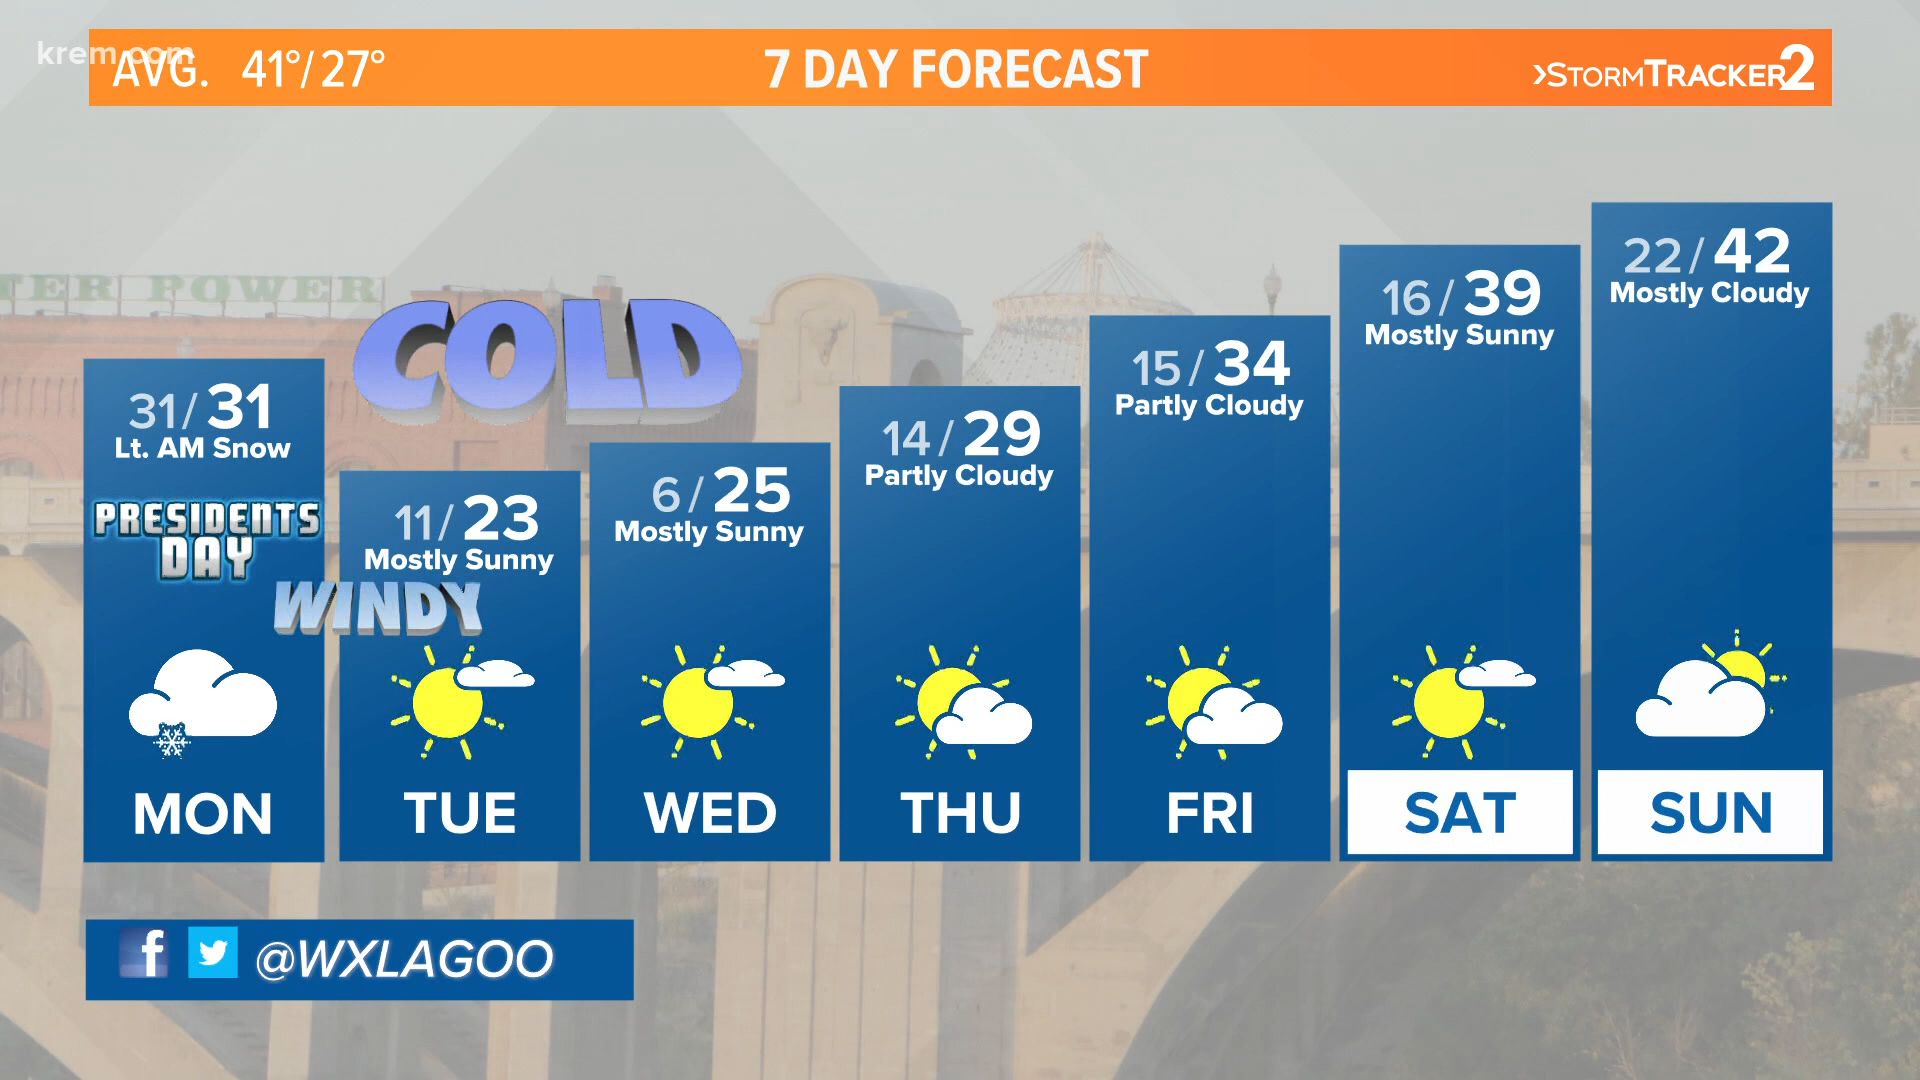 krem.com
AVG. 41°/27°
7 DAY FORECAST
StormTracker2
TER POWER
COLD
31/31
Lt. AM Snow
PRESIDENTS
DAY
MON
11/23
Mostly Sunny
WINDY
TUE
6/25
Mostly Sunny
WED
14/29
Partly Cloudy
THU
15/34
Partly Cloudy
FRI
16/39
Mostly Sunny
SAT
22/42
Mostly Cloudy
SUN
f
@WXLAGOO